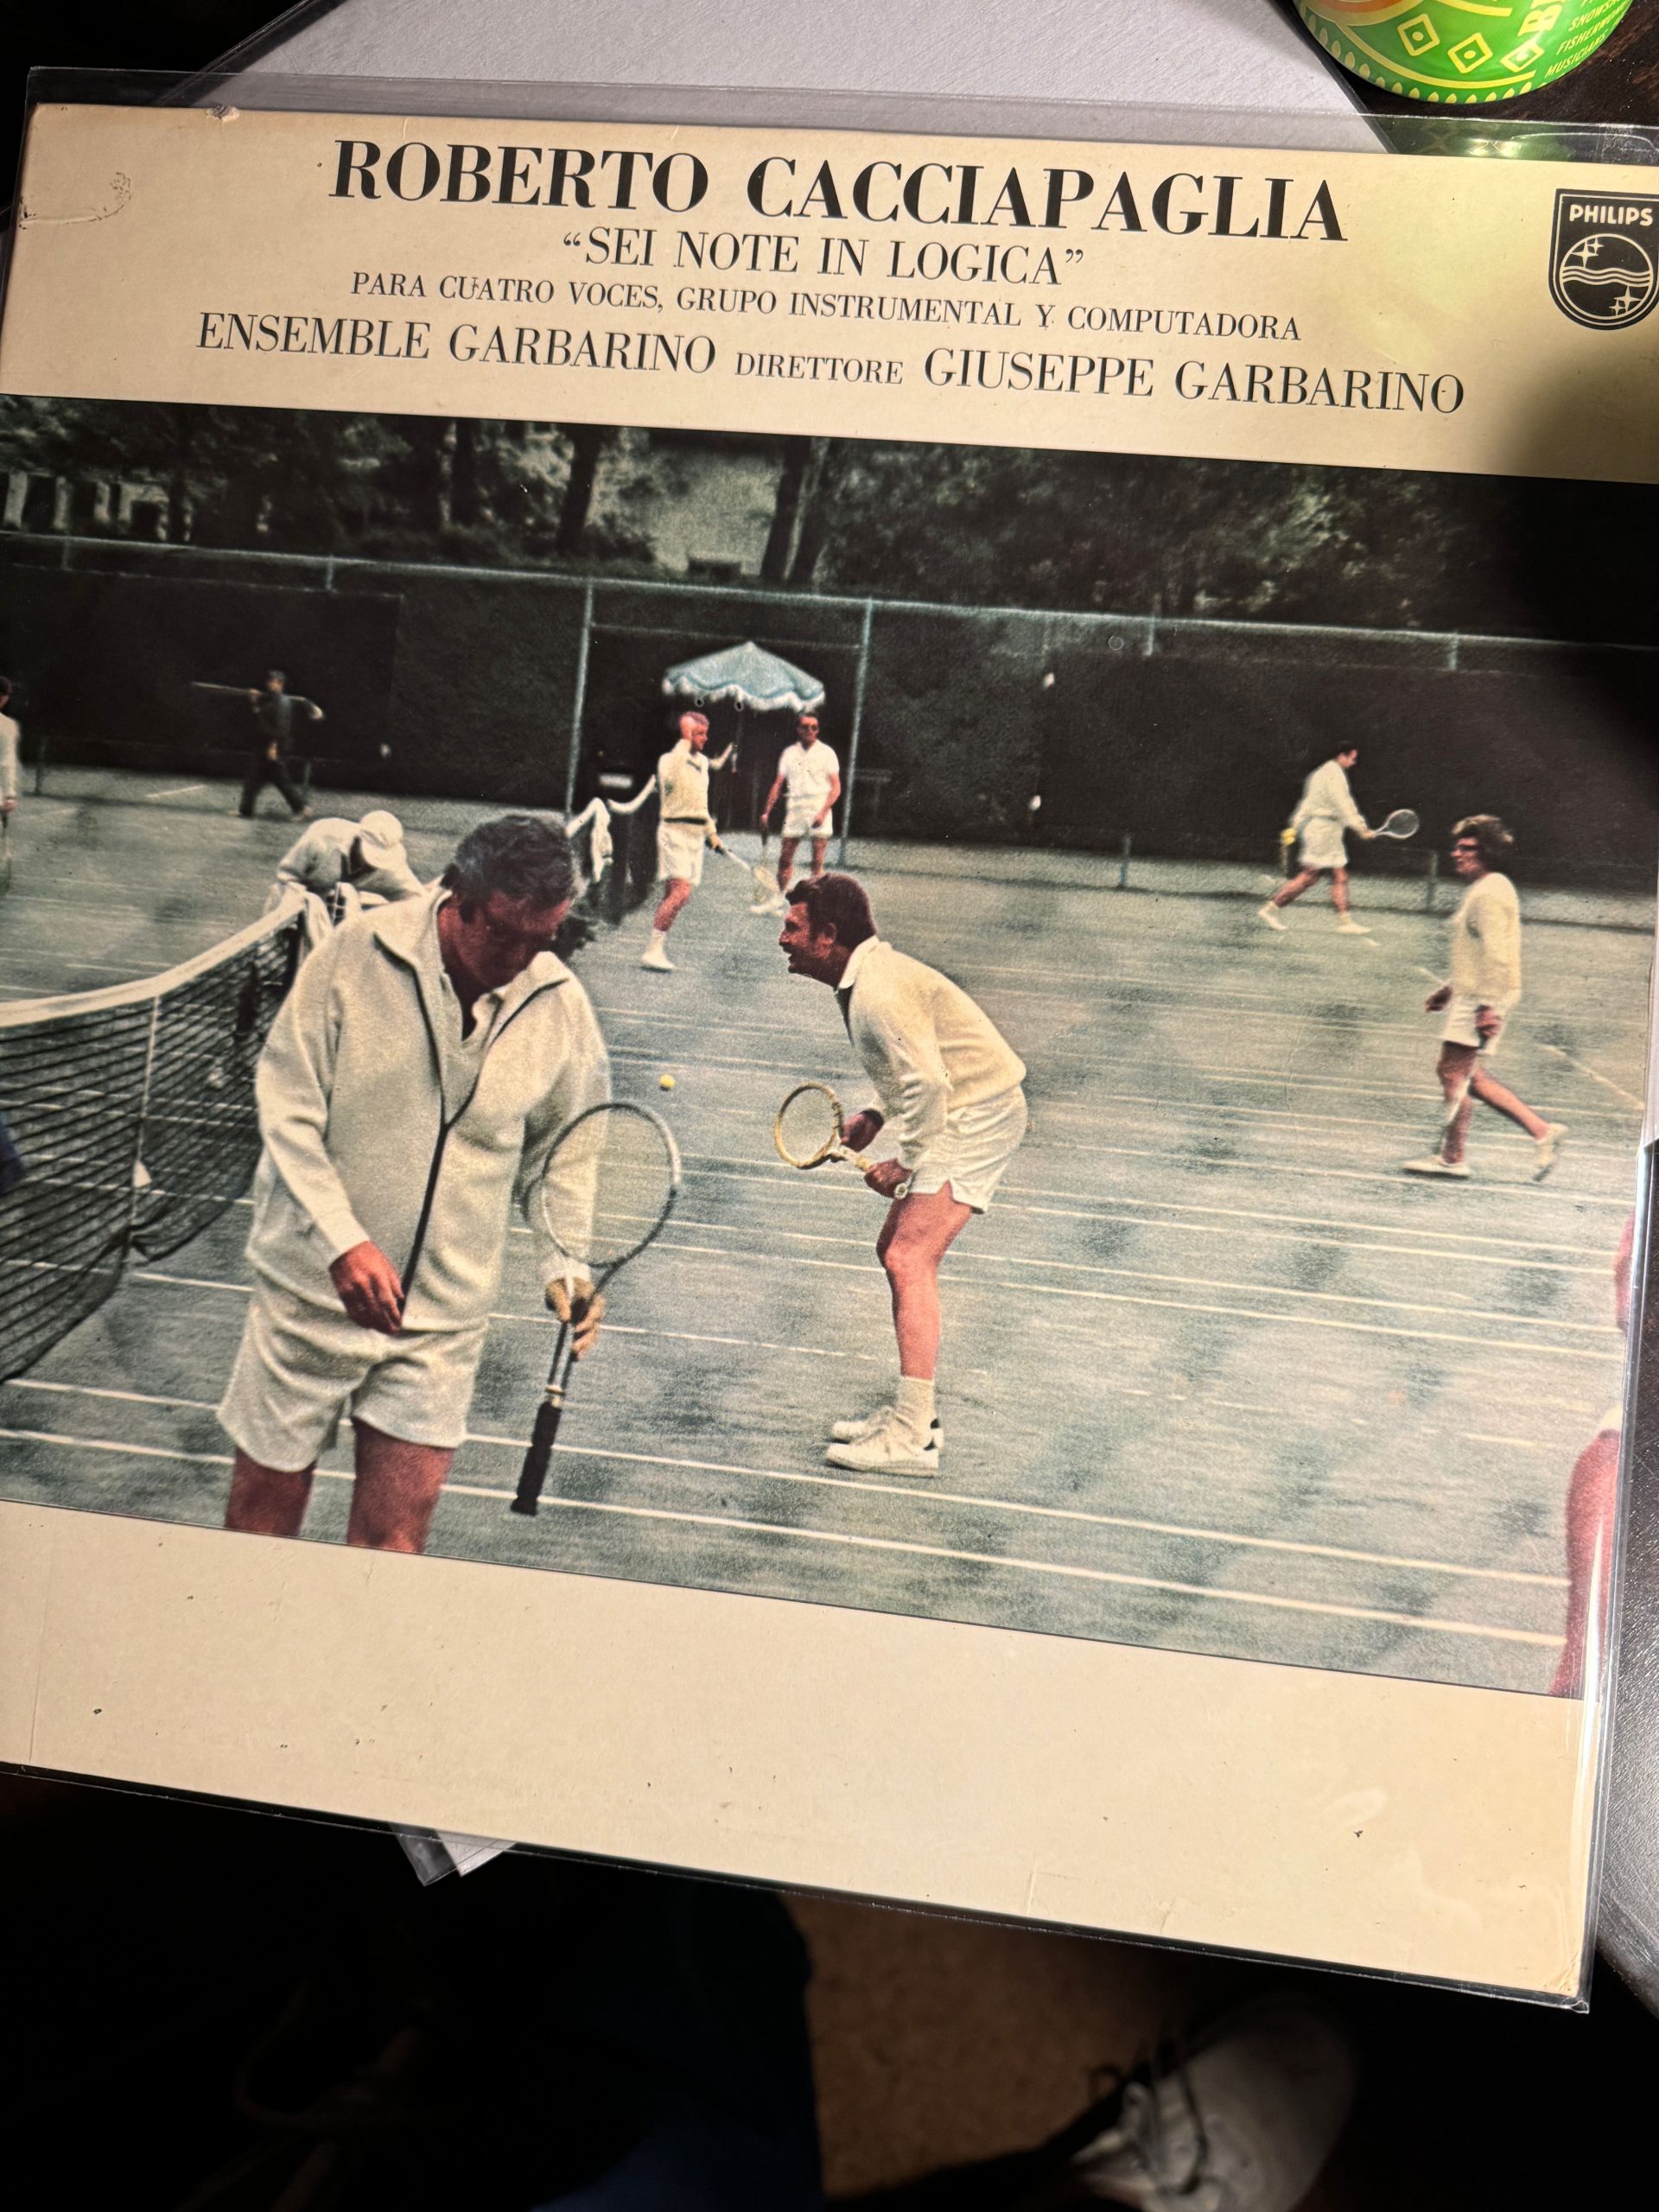 ROBERTO CACCIAPAGLIA
“SEI NOTE IN LOGICA”
PARA CUATRO VOCES, GRUPO INSTRUMENTAL Y COMPUTADORA
ENSEMBLE GARBARINO DIRETTORE GIUSEPPE GARBARINO
PHILIPS